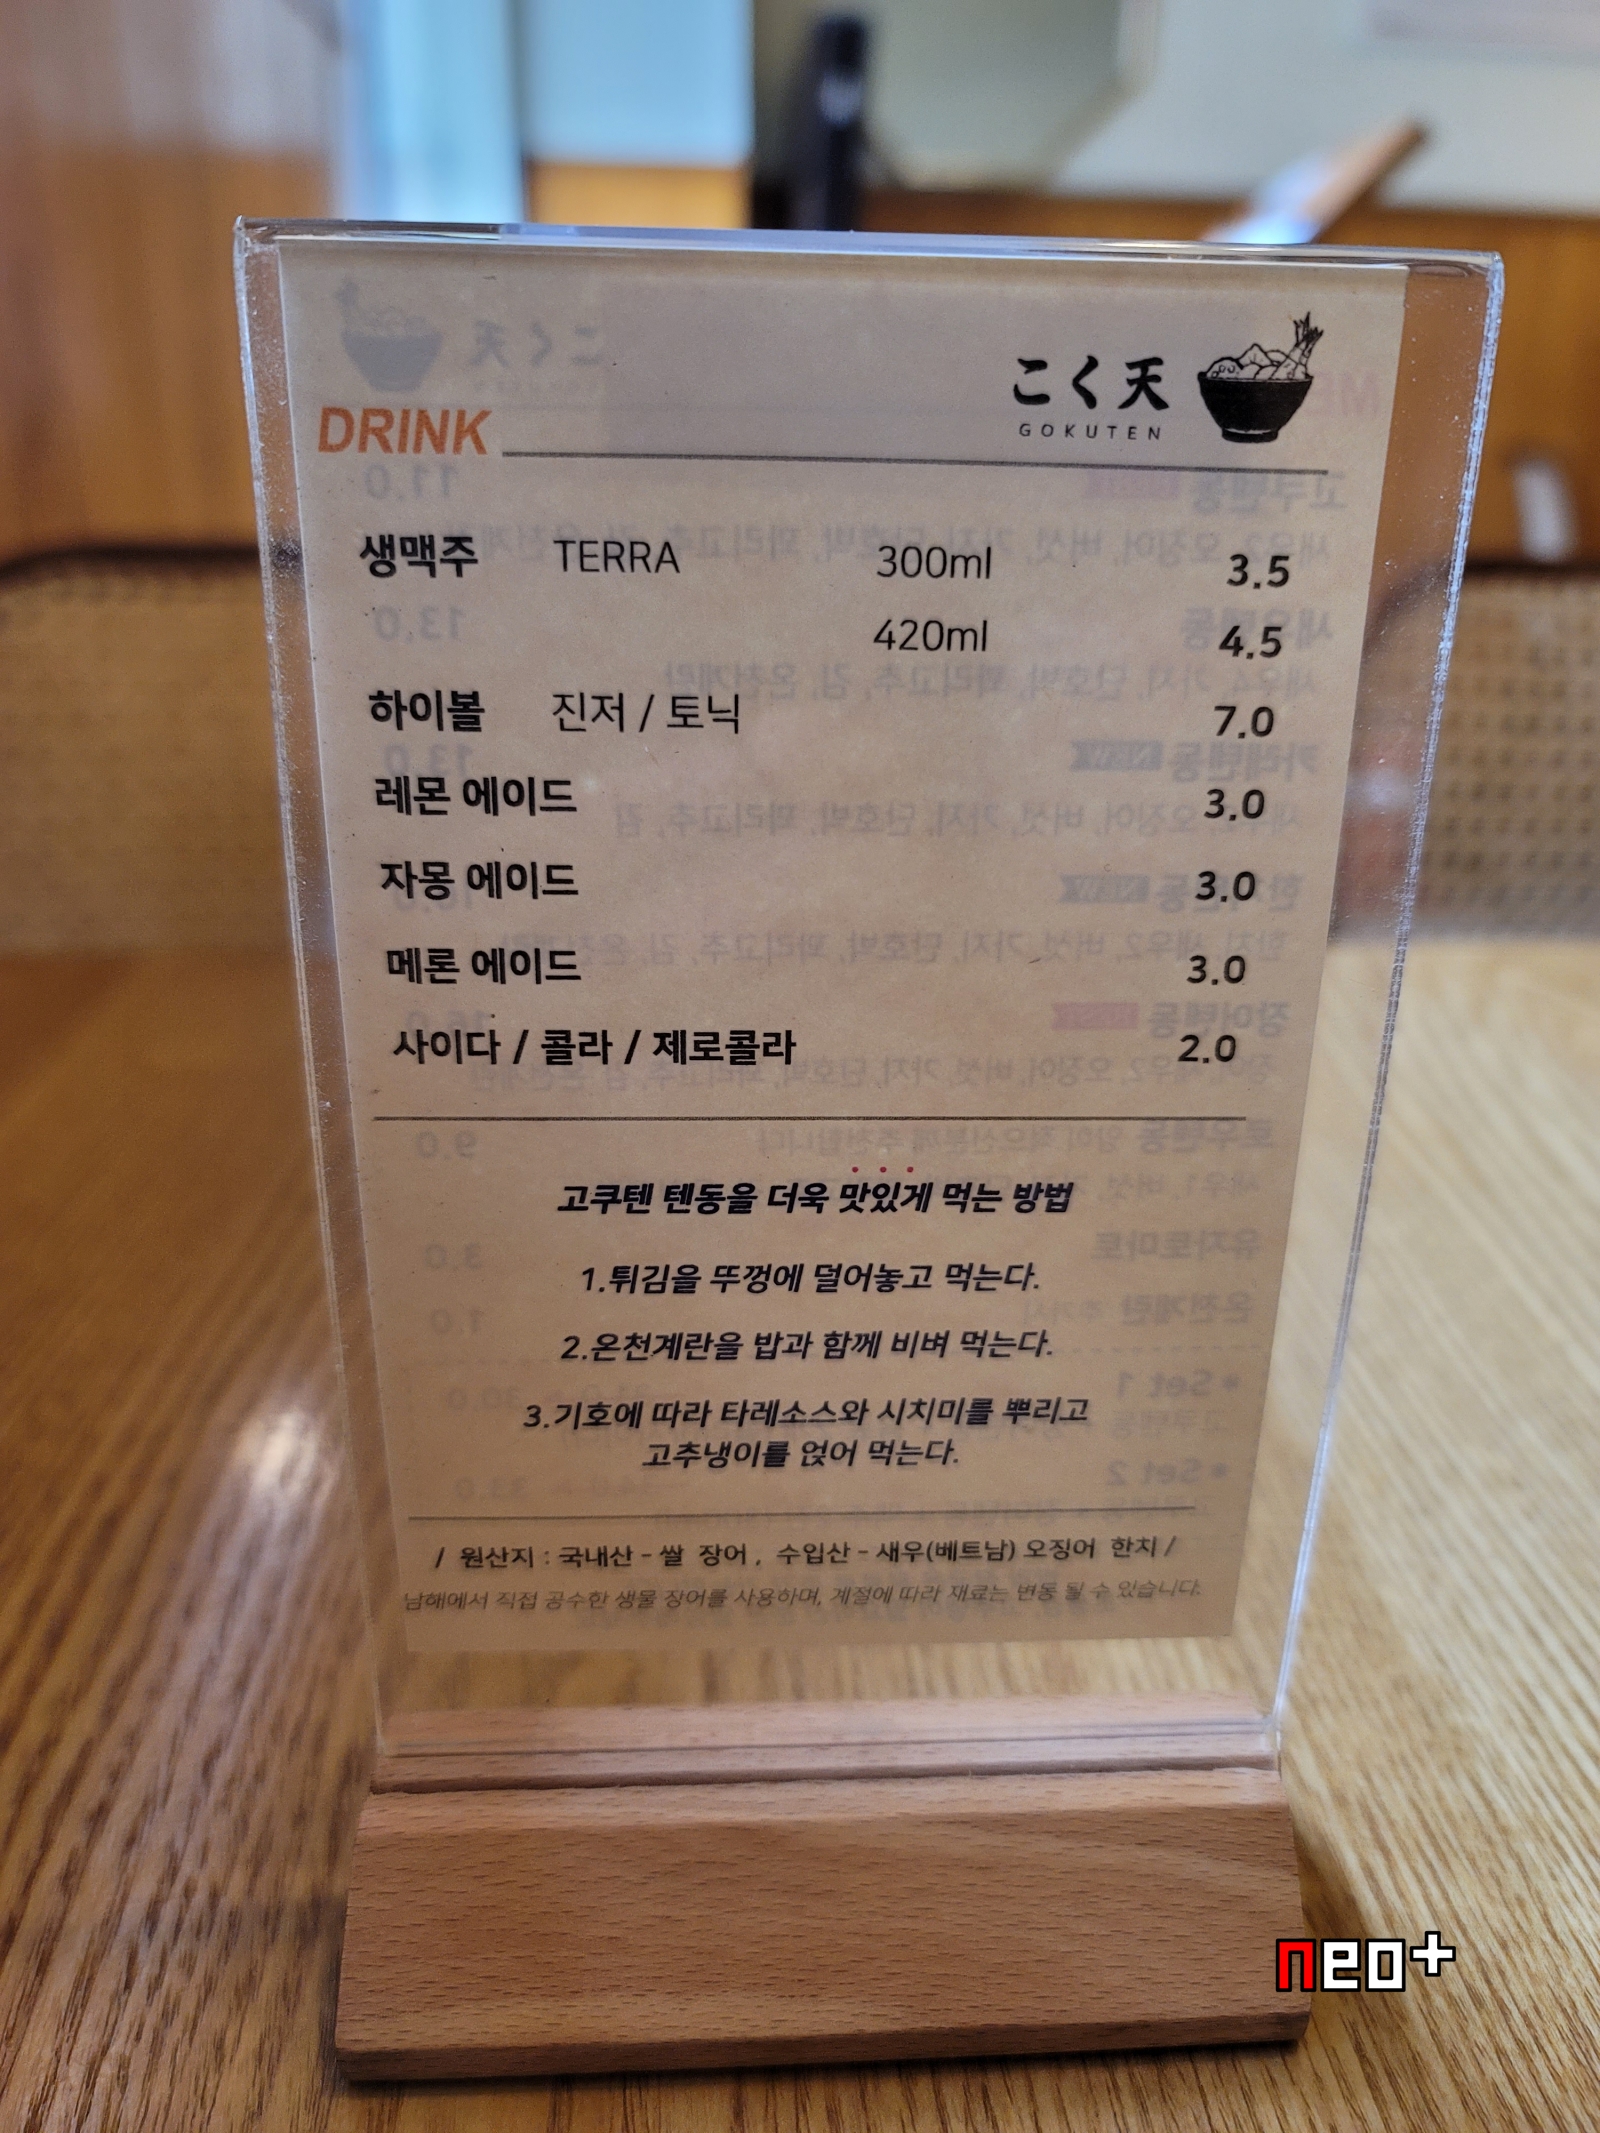 こく天
GOKUTEN
DRINK
생맥주 TERRA 300ml 3.5
420ml 4.5
하이볼 진저 / 토닉 7.0
레몬 에이드 3.0
자몽 에이드 3.0
메론 에이드 3.0
사이다 / 콜라 / 제로콜라 2.0
고쿠텐 텐동을 더욱 맛있게 먹는 방법
1.튀김을 뚜껑에 덜어놓고 먹는다.
2.온천계란을 밥과 함께 비벼 먹는다.
3.기호에 따라 타레소스와 시치미를 뿌리고
고추냉이를 얹어 먹는다.
/ 원산지 : 국내산 - 쌀 장어 , 수입산 - 새우(베트남) 오징어 한치 /
남해에서 직접 공수한 생물 장어를 사용하며, 계절에 따라 재료는 변동 될 수 있습니다.
neo+